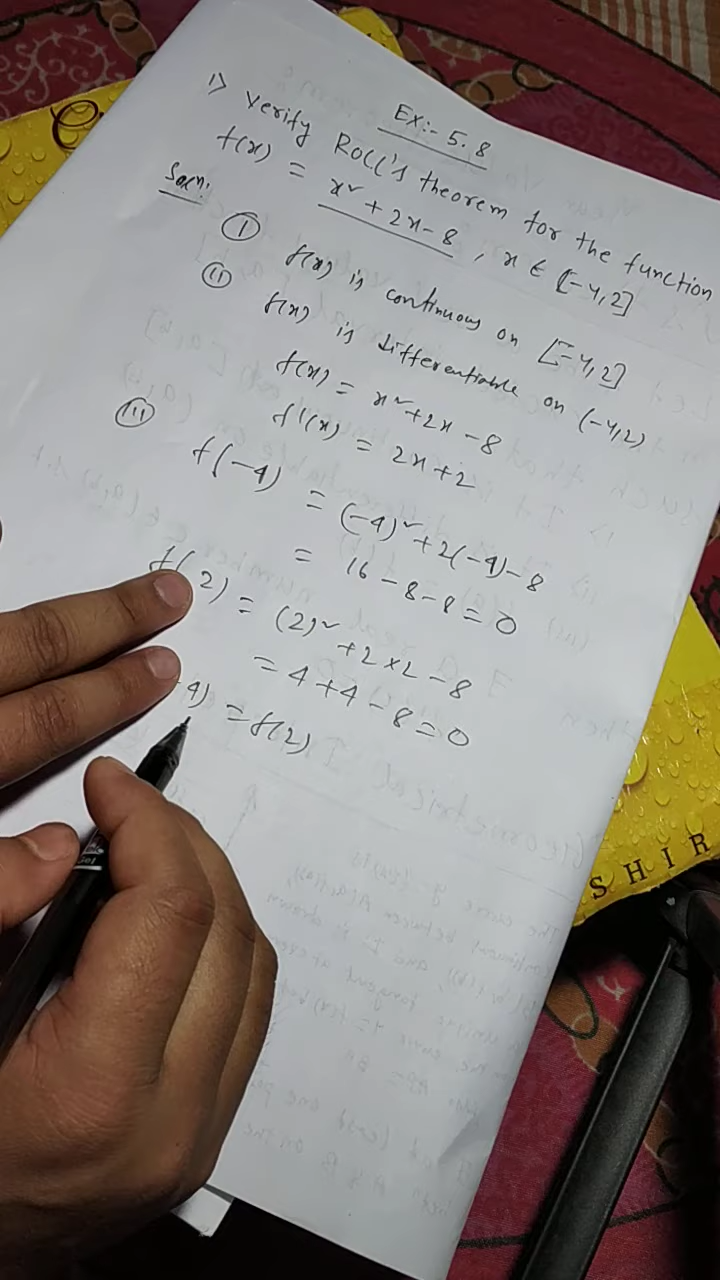 Ex:- 5.8
1) Verify Roll's theorem for the function
f(x) = x² + 2x - 8, x ∈ [-4,2]
Solⁿ:
(i) f(x) is continuous on [-4,2]
(ii) f(x) is differentiable on (-4,2)
f(x) = x² + 2x - 8
f'(x) = 2x + 2
(iii) f(-4) = (-4)² + 2(-4) - 8
= 16 - 8 - 8 = 0
f(2) = (2)² + 2×2 - 8
= 4 + 4 - 8 = 0
-4) = f(2)
SHIR